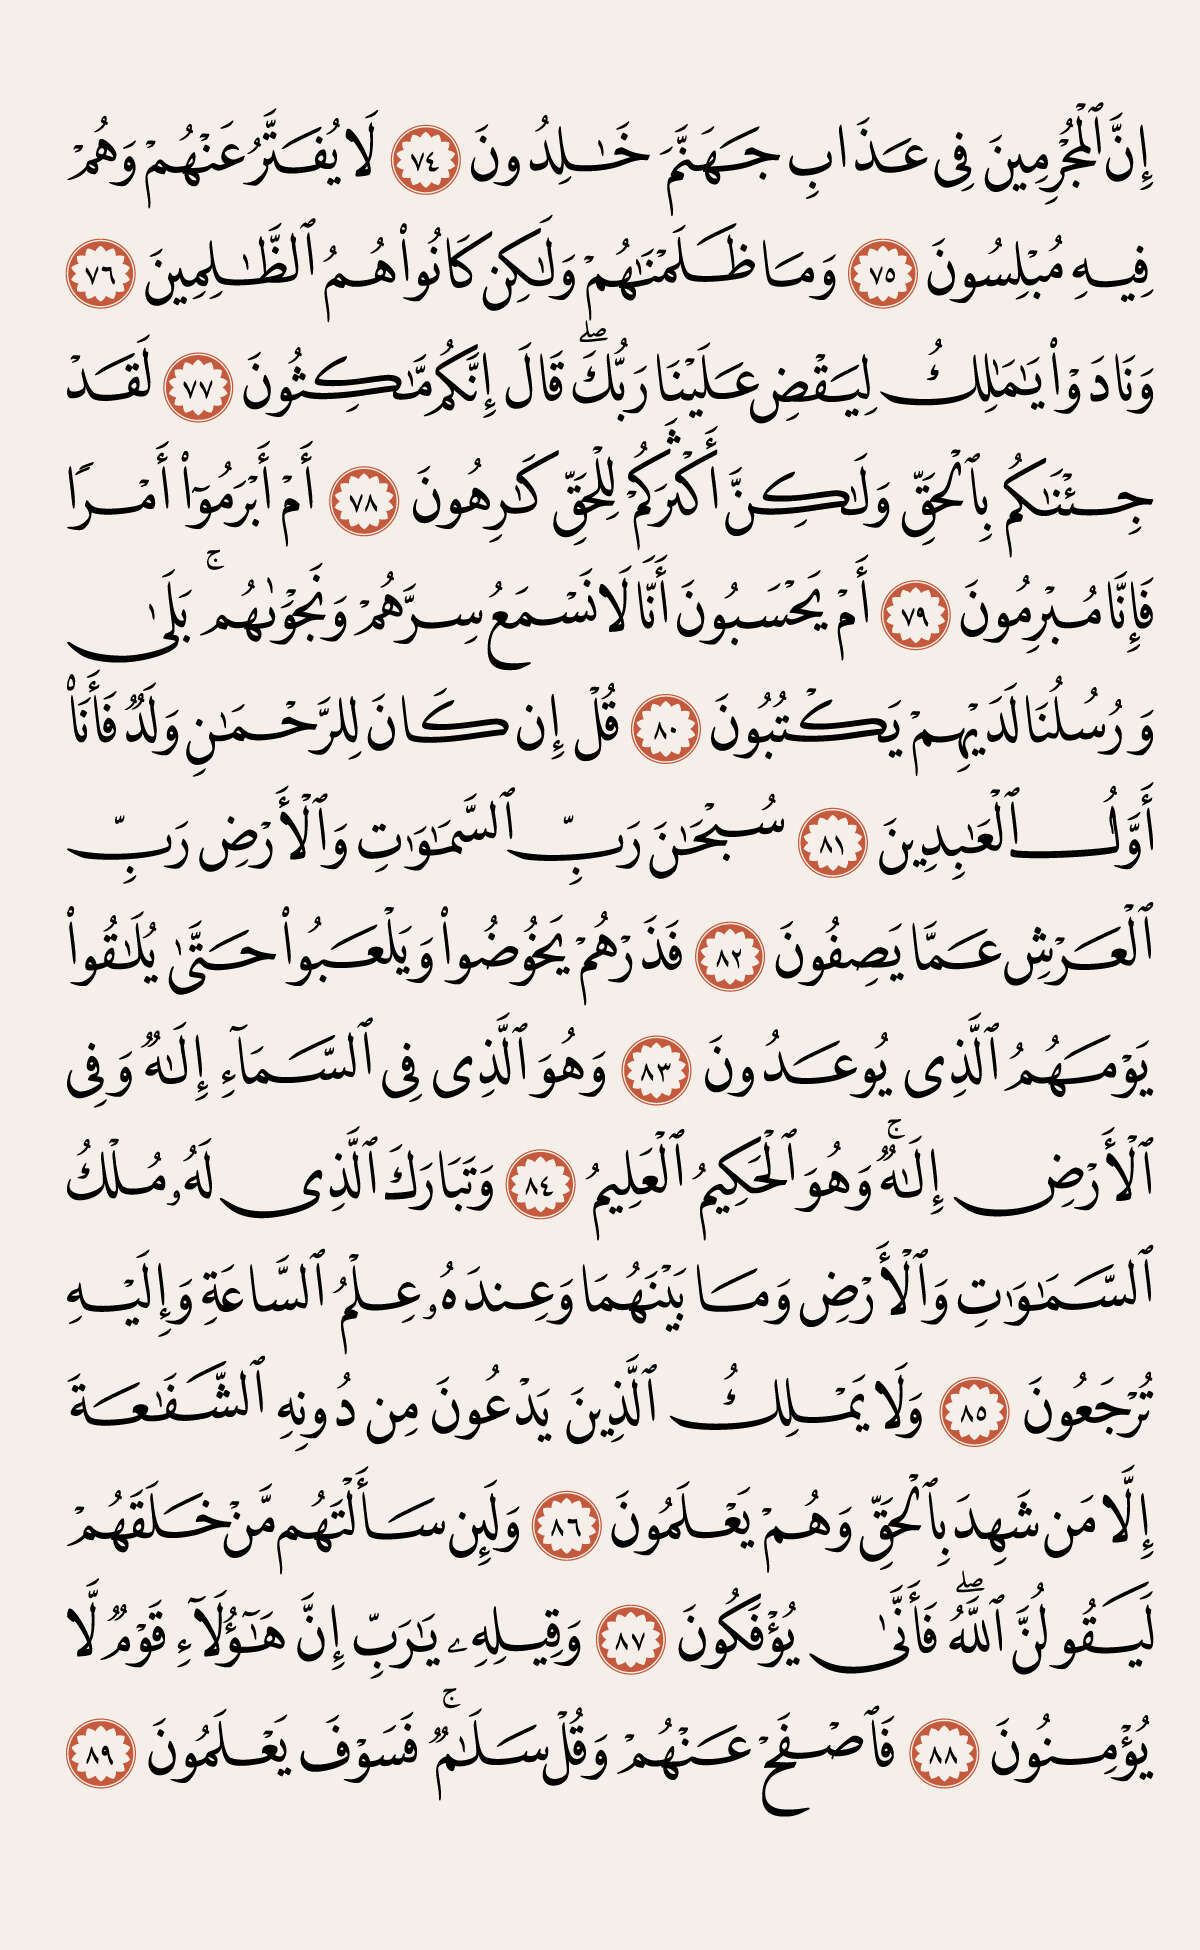 إِنَّ ٱلْمُجْرِمِينَ فِى عَذَابِ جَهَنَّمَ خَـٰلِدُونَ ٧٤ لَا يُفَتَّرُ عَنْهُمْ وَهُمْ
فِيهِ مُبْلِسُونَ ٧٥ وَمَا ظَلَمْنَـٰهُمْ وَلَـٰكِن كَانُوا۟ هُمُ ٱلظَّـٰلِمِينَ ٧٦
وَنَادَوْا۟ يَـٰمَـٰلِكُ لِيَقْضِ عَلَيْنَا رَبُّكَ ۖ قَالَ إِنَّكُم مَّـٰكِثُونَ ٧٧ لَقَدْ
جِئْنَـٰكُم بِٱلْحَقِّ وَلَـٰكِنَّ أَكْثَرَكُمْ لِلْحَقِّ كَـٰرِهُونَ ٧٨ أَمْ أَبْرَمُوٓا۟ أَمْرًا
فَإِنَّا مُبْرِمُونَ ٧٩ أَمْ يَحْسَبُونَ أَنَّا لَا نَسْمَعُ سِرَّهُمْ وَنَجْوَىٰهُم ۚ بَلَىٰ
وَرُسُلُنَا لَدَيْهِمْ يَكْتُبُونَ ٨٠ قُلْ إِن كَانَ لِلرَّحْمَـٰنِ وَلَدٌ فَأَنَا۠
أَوَّلُ ٱلْعَـٰبِدِينَ ٨١ سُبْحَـٰنَ رَبِّ ٱلسَّمَـٰوَٰتِ وَٱلْأَرْضِ رَبِّ
ٱلْعَرْشِ عَمَّا يَصِفُونَ ٨٢ فَذَرْهُمْ يَخُوضُوا۟ وَيَلْعَبُوا۟ حَتَّىٰ يُلَـٰقُوا۟
يَوْمَهُمُ ٱلَّذِى يُوعَدُونَ ٨٣ وَهُوَ ٱلَّذِى فِى ٱلسَّمَآءِ إِلَـٰهٌ وَفِى
ٱلْأَرْضِ إِلَـٰهٌ ۚ وَهُوَ ٱلْحَكِيمُ ٱلْعَلِيمُ ٨٤ وَتَبَارَكَ ٱلَّذِى لَهُۥ مُلْكُ
ٱلسَّمَـٰوَٰتِ وَٱلْأَرْضِ وَمَا بَيْنَهُمَا وَعِندَهُۥ عِلْمُ ٱلسَّاعَةِ وَإِلَيْهِ
تُرْجَعُونَ ٨٥ وَلَا يَمْلِكُ ٱلَّذِينَ يَدْعُونَ مِن دُونِهِ ٱلشَّفَـٰعَةَ
إِلَّا مَن شَهِدَ بِٱلْحَقِّ وَهُمْ يَعْلَمُونَ ٨٦ وَلَئِن سَأَلْتَهُم مَّنْ خَلَقَهُمْ
لَيَقُولُنَّ ٱللَّهُ ۖ فَأَنَّىٰ يُؤْفَكُونَ ٨٧ وَقِيلِهِۦ يَـٰرَبِّ إِنَّ هَـٰٓؤُلَآءِ قَوْمٌ لَّا
يُؤْمِنُونَ ٨٨ فَٱصْفَحْ عَنْهُمْ وَقُلْ سَلَـٰمٌ ۚ فَسَوْفَ يَعْلَمُونَ ٨٩